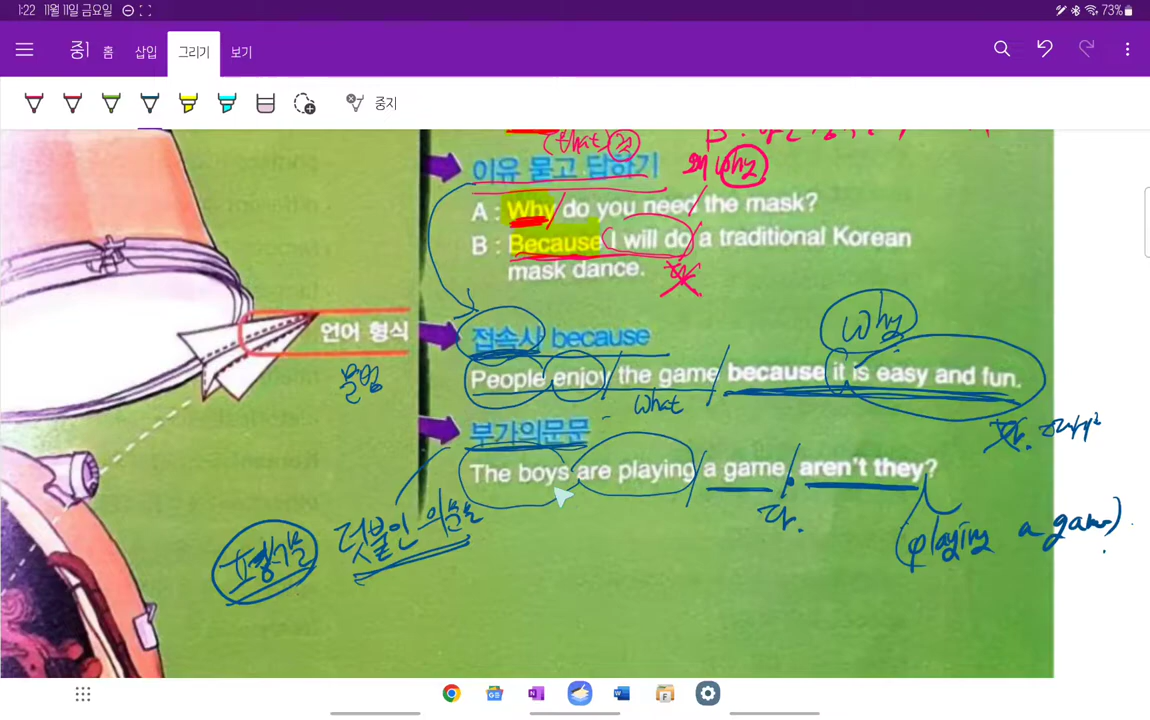 1:22 11월 11일 금요일 73%
중1 홈 삽입 그리기 보기
중지
(that)
이유 묻고 답하기 why
A : Why do you need the mask?
B : Because I will do a traditional Korean
mask dance.
why
언어 형식 접속사 because
문법 People enjoy the game because it is easy and fun.
what
부가의문문
The boys are playing a game, aren't they?
덧붙인 의문문 다. (playing a game)